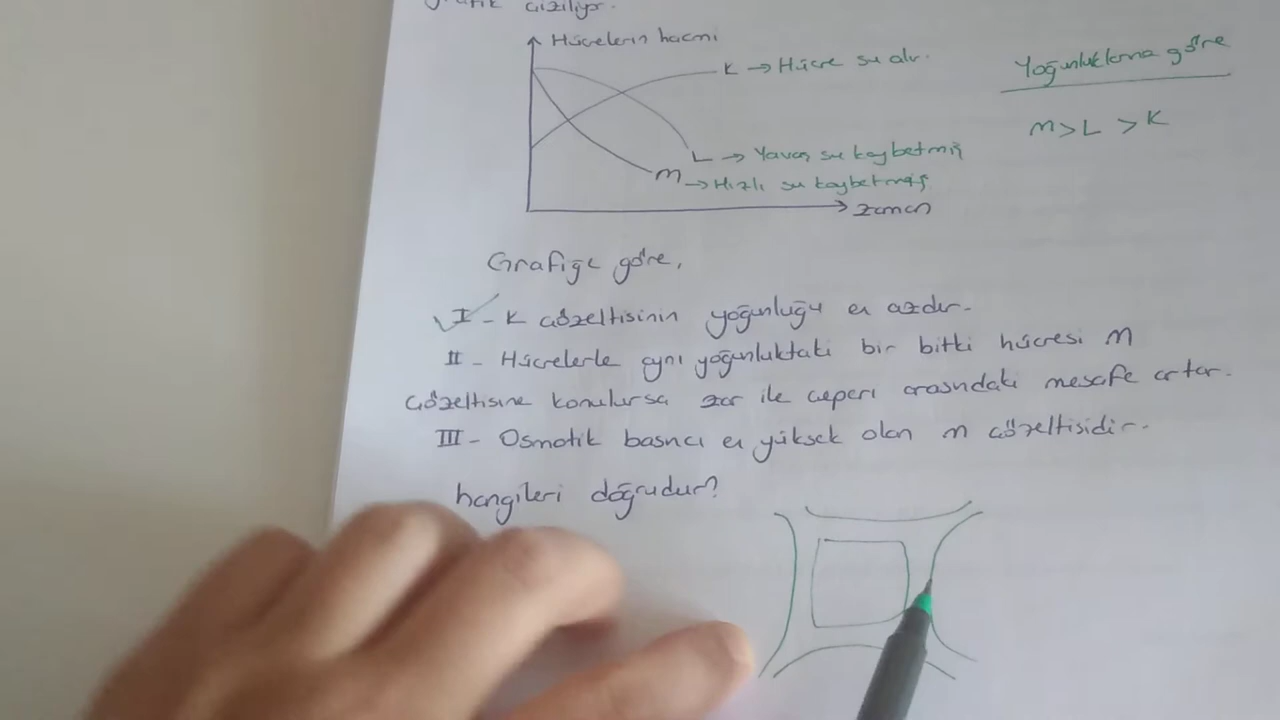 grafik çiziliyor.
Hücrelerin hacmi
K → Hücre su alır.
Yoğunluklarına göre
M > L > K
L → Yavaş su kaybetmiş
M → Hızlı su kaybetmiş
zaman
Grafiğe göre,
I - K çözeltisinin yoğunluğu en azdır.
II - Hücrelerle aynı yoğunluktaki bir bitki hücresi M
çözeltisine konulursa zar ile çeperi arasındaki mesafe artar.
III - Osmotik basıncı en yüksek olan M çözeltisidir.
hangileri doğrudur?